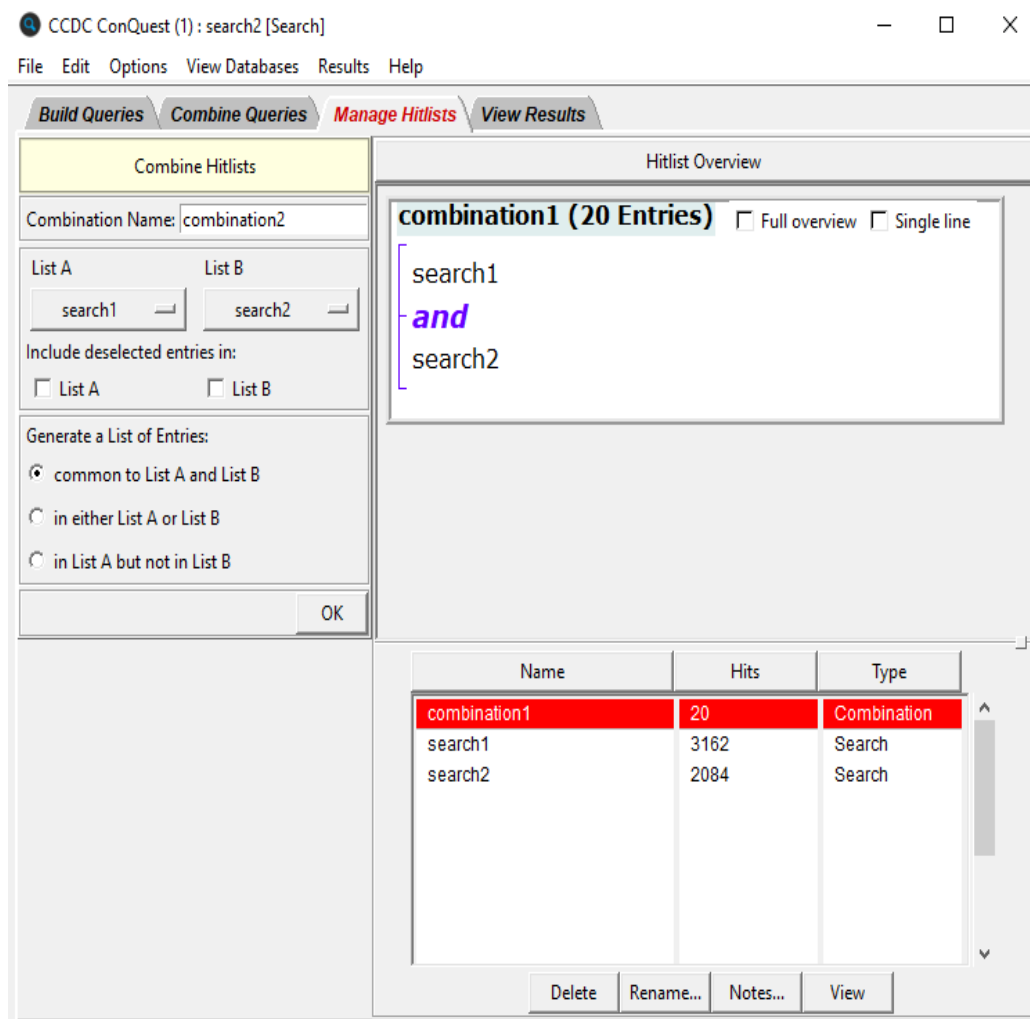 CCDC ConQuest (1) : search2 [Search]
File Edit Options View Databases Results Help
Build Queries Combine Queries Manage Hitlists View Results
Combine Hitlists
Combination Name: combination2
List A List B
search1 search2
Include deselected entries in:
List A List B
Generate a List of Entries:
common to List A and List B
in either List A or List B
in List A but not in List B
OK
Hitlist Overview
combination1 (20 Entries) Full overview Single line
search1
and
search2
Name Hits Type
combination1 20 Combination
search1 3162 Search
search2 2084 Search
Delete Rename... Notes... View